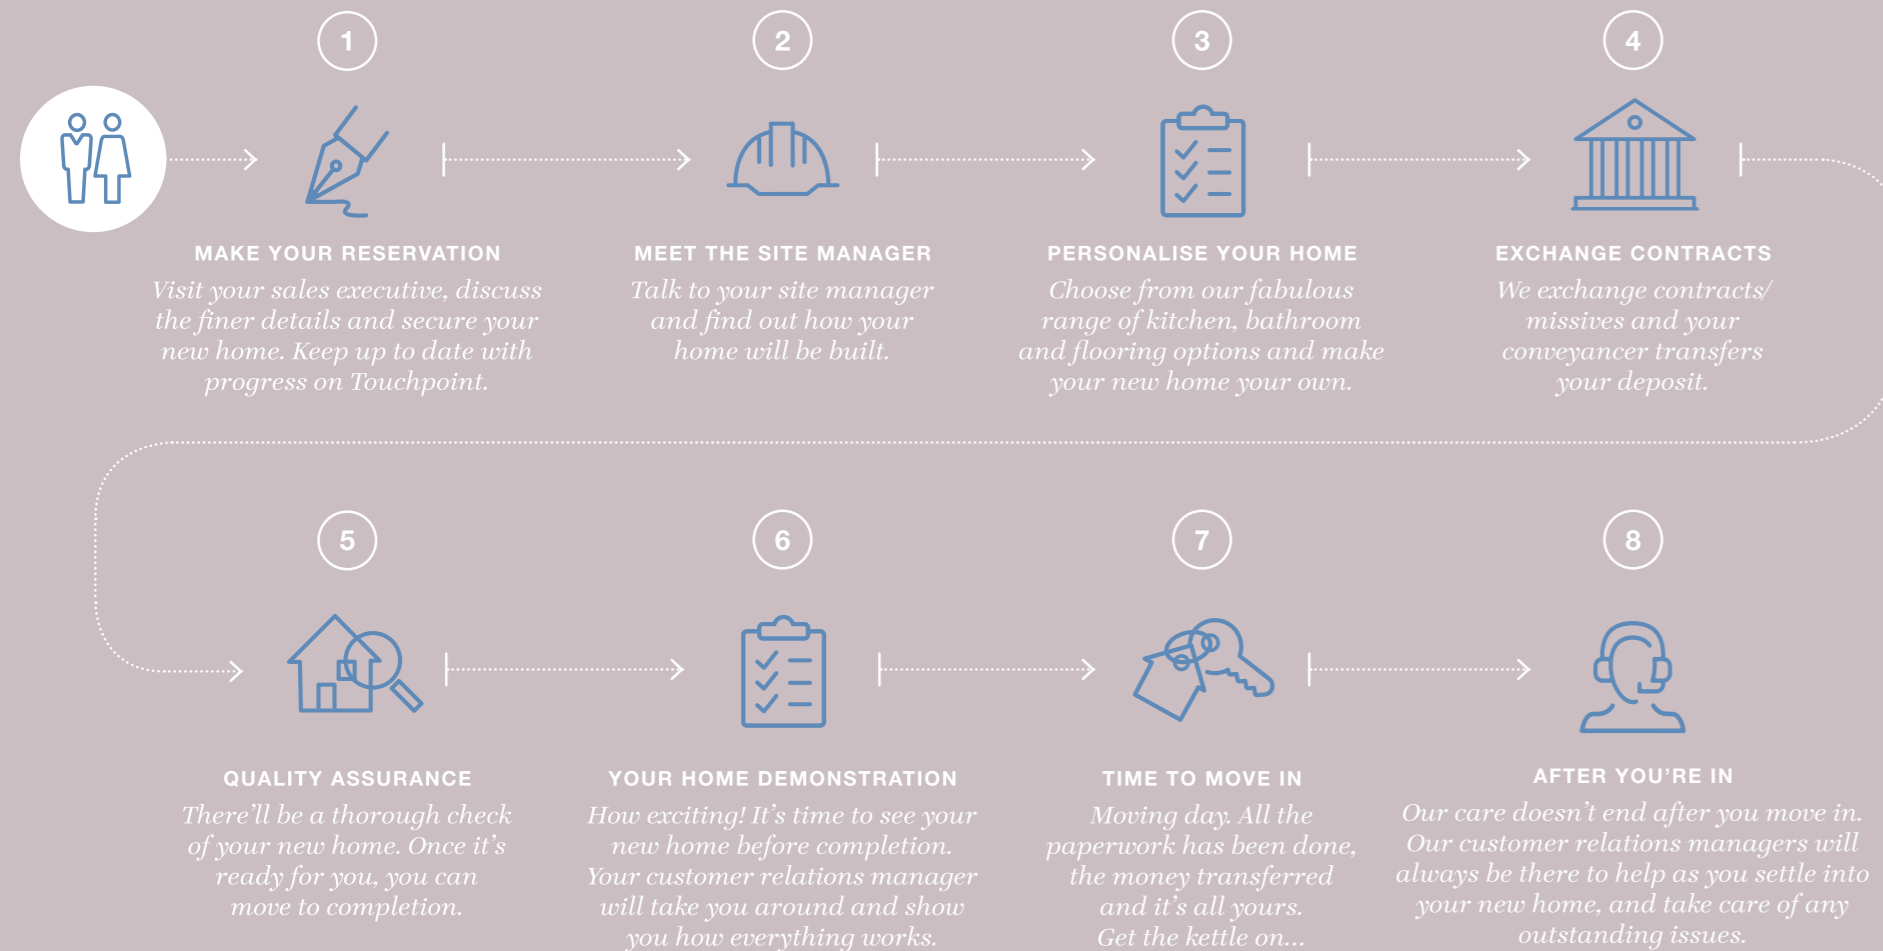 1
MAKE YOUR RESERVATION
Visit your sales executive, discuss
the finer details and secure your
new home. Keep up to date with
progress on Touchpoint.
2
MEET THE SITE MANAGER
Talk to your site manager
and find out how your
home will be built.
3
PERSONALISE YOUR HOME
Choose from our fabulous
range of kitchen, bathroom
and flooring options and make
your new home your own.
4
EXCHANGE CONTRACTS
We exchange contracts/
missives and your
conveyancer transfers
your deposit.
5
QUALITY ASSURANCE
There’ll be a thorough check
of your new home. Once it’s
ready for you, you can
move to completion.
6
YOUR HOME DEMONSTRATION
How exciting! It’s time to see your
new home before completion.
Your customer relations manager
will take you around and show
you how everything works.
7
TIME TO MOVE IN
Moving day. All the
paperwork has been done,
the money transferred
and it’s all yours.
Get the kettle on...
8
AFTER YOU’RE IN
Our care doesn’t end after you move in.
Our customer relations managers will
always be there to help as you settle into
your new home, and take care of any
outstanding issues.